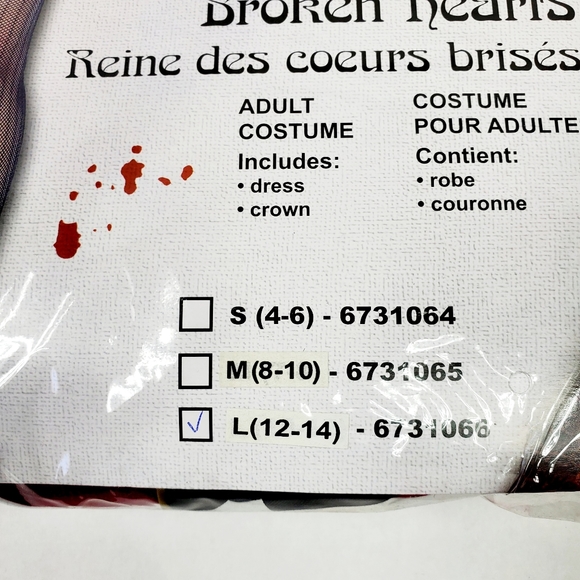 Broken Hearts
Reine des coeurs brisés
ADULT
COSTUME
Includes:
• dress
• crown
COSTUME
POUR ADULTE
Contient:
• robe
• couronne
S (4-6) - 6731064
M(8-10) - 6731065
L(12-14) - 6731066